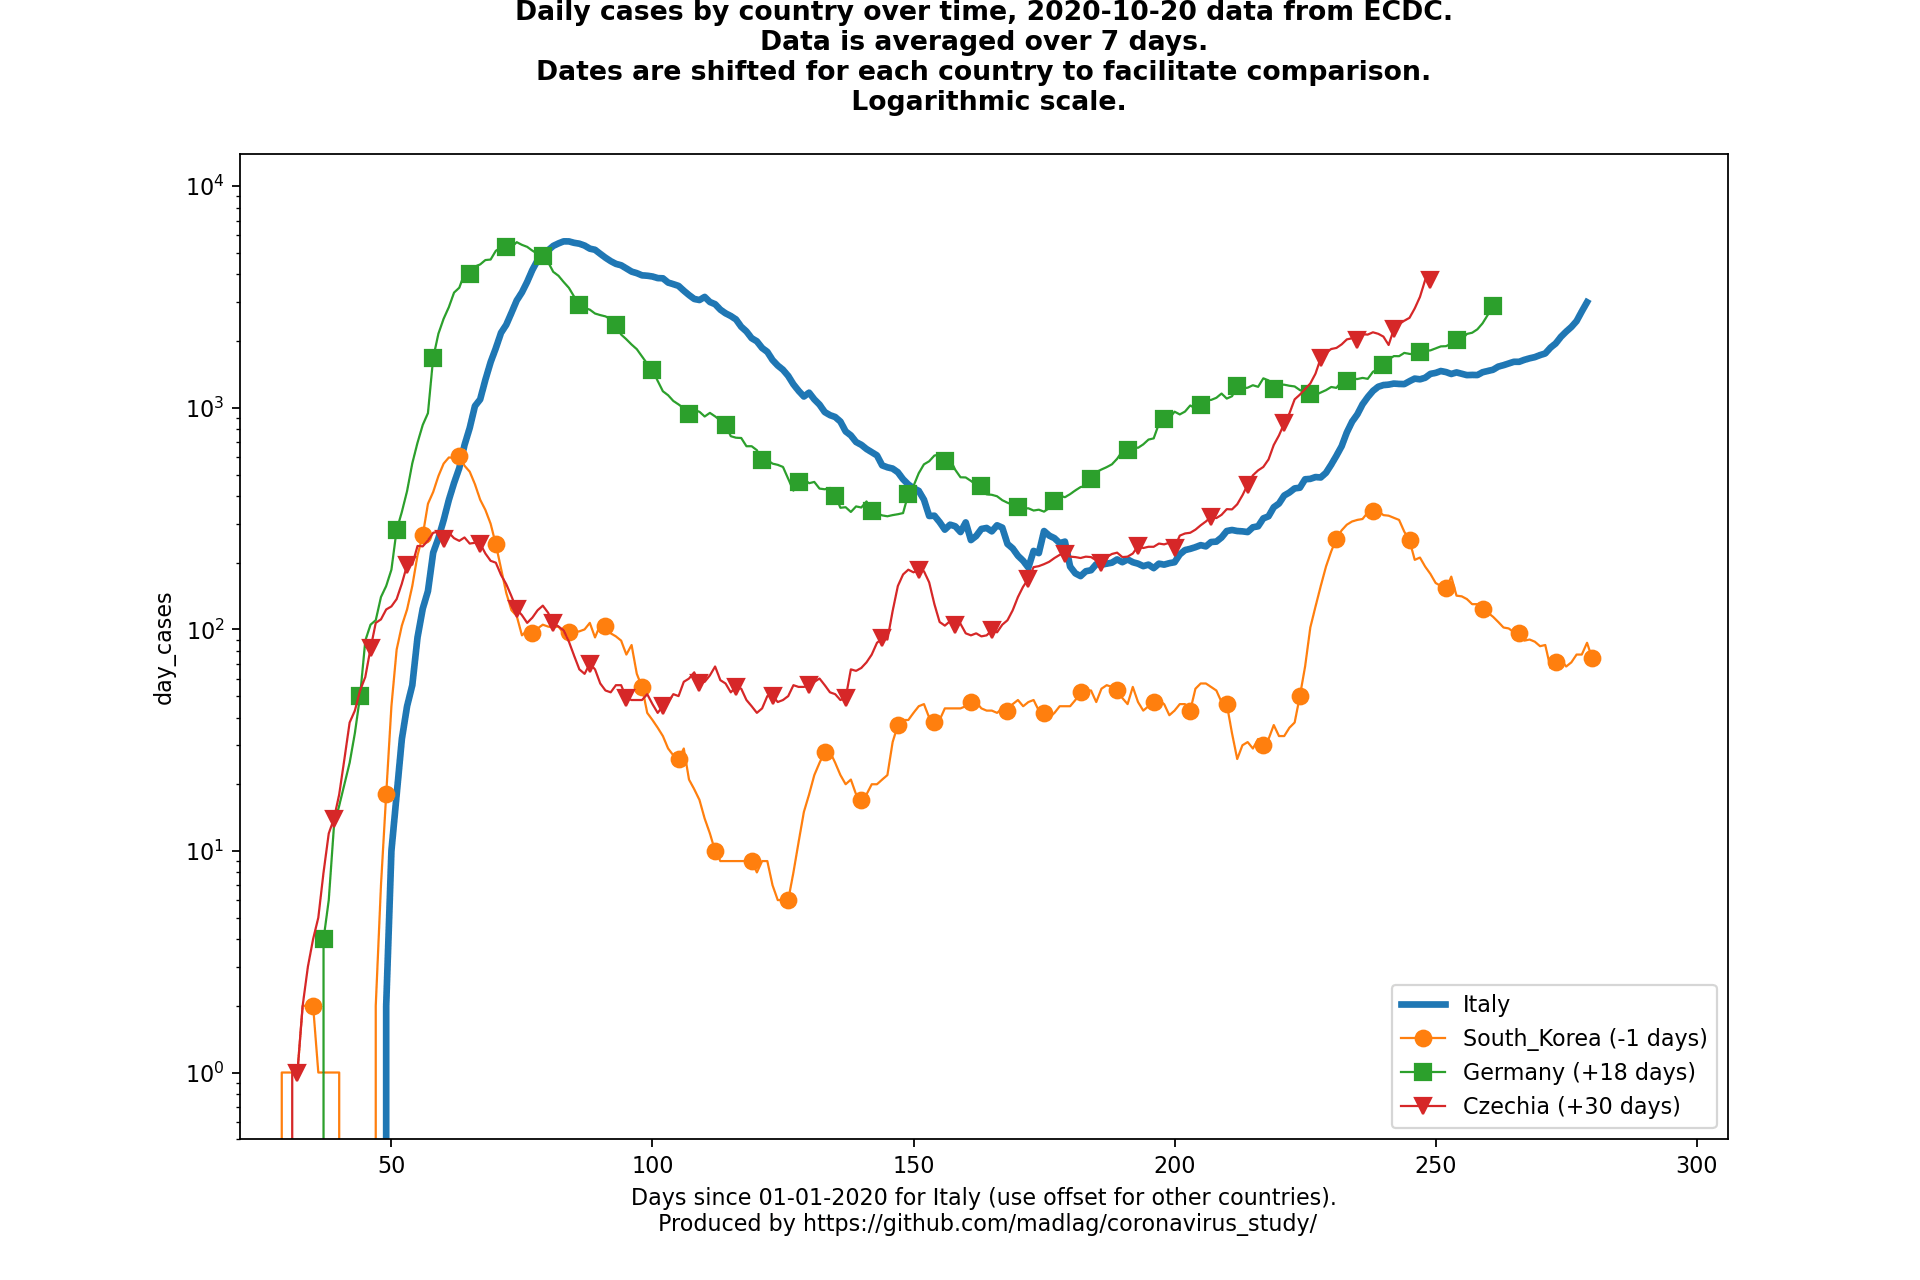 Daily cases by country over time, 2020-10-20 data from ECDC.
Data is averaged over 7 days.
Dates are shifted for each country to facilitate comparison.
Logarithmic scale.
10⁴
10³
10²
10¹
10⁰
day_cases
50 100 150 200 250 300
Italy
South_Korea (-1 days)
Germany (+18 days)
Czechia (+30 days)
Days since 01-01-2020 for Italy (use offset for other countries).
Produced by https://github.com/madlag/coronavirus_study/